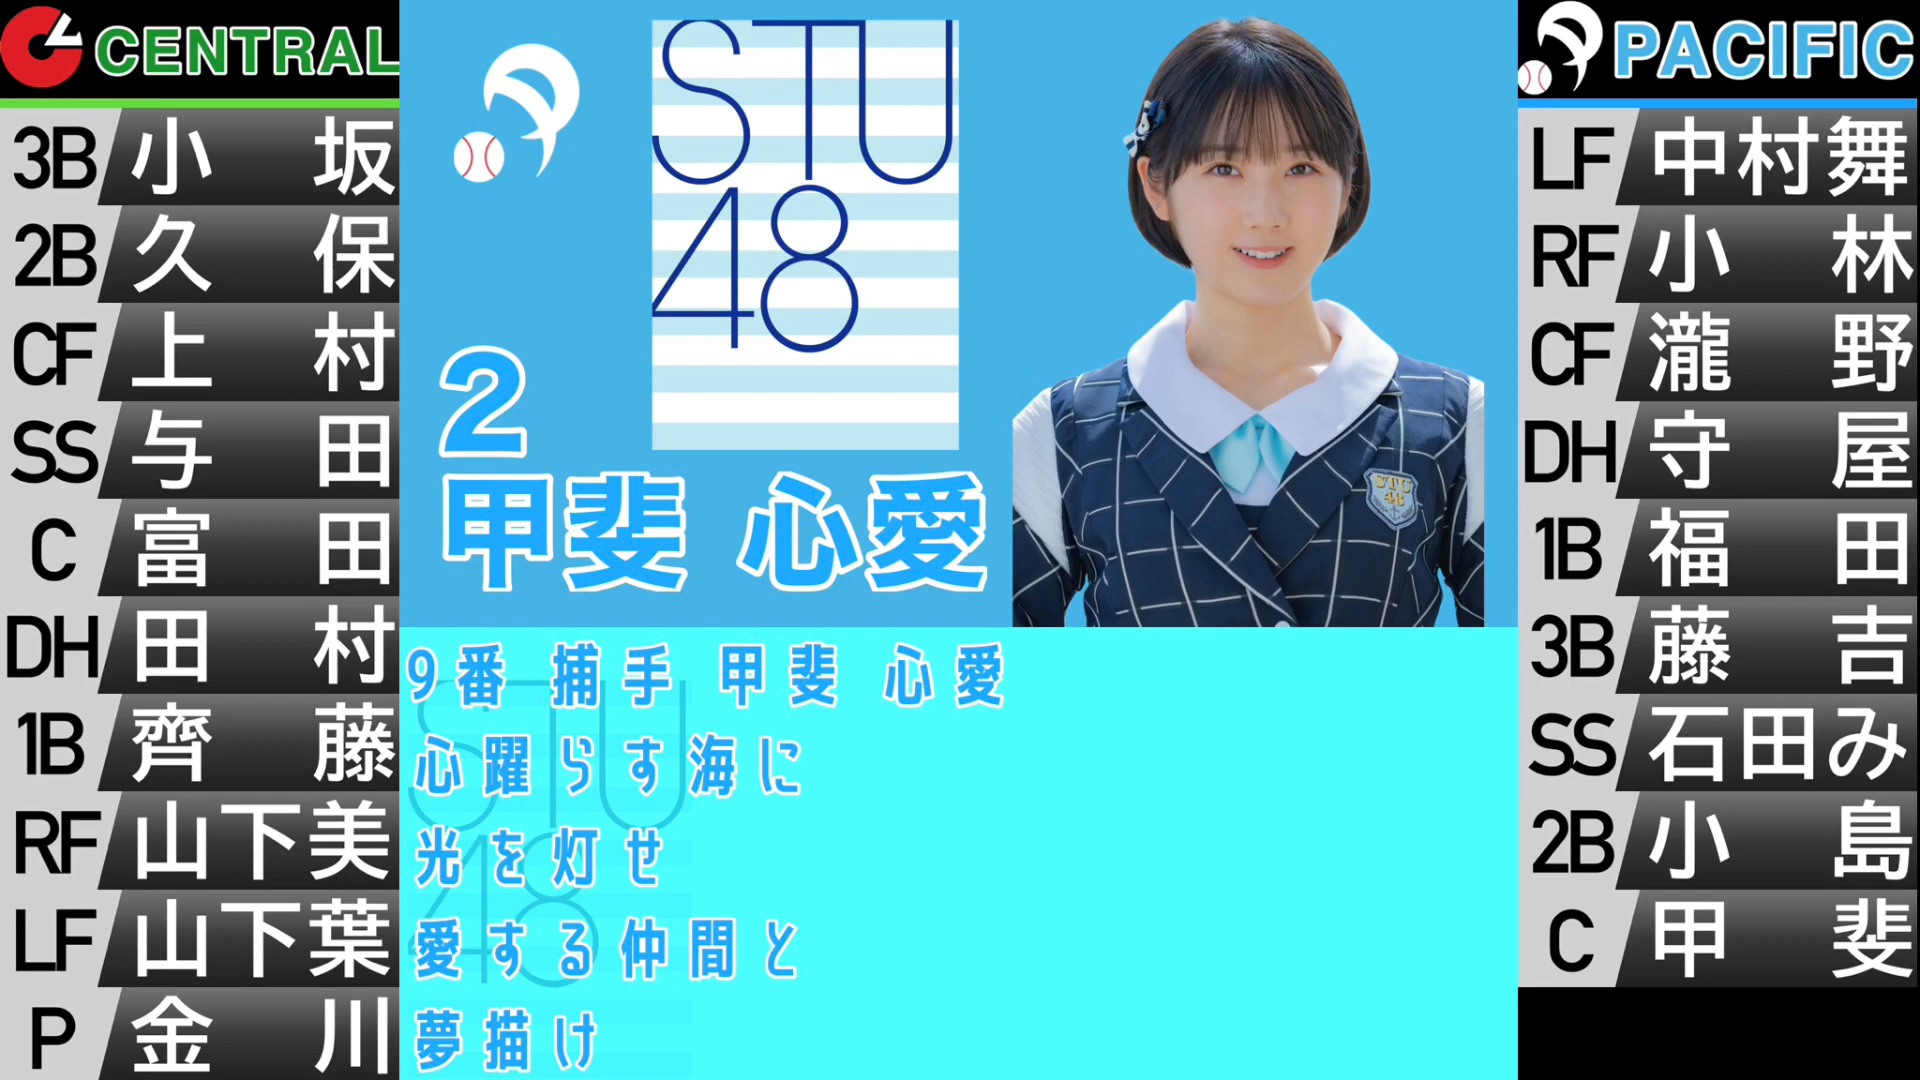 CENTRAL
3B 小坂
2B 久保
CF 上村
SS 与田
C 富田
DH 田村
1B 齊藤
RF 山下美
LF 山下葉
P 金川
STU
48
2
甲斐 心愛
STU
48
9番 捕手 甲斐 心愛
心躍らす海に
光を灯せ
愛する仲間と
夢描け
STU
48
PACIFIC
LF 中村舞
RF 小林
CF 瀧野
DH 守屋
1B 福田
3B 藤吉
SS 石田み
2B 小島
C 甲斐